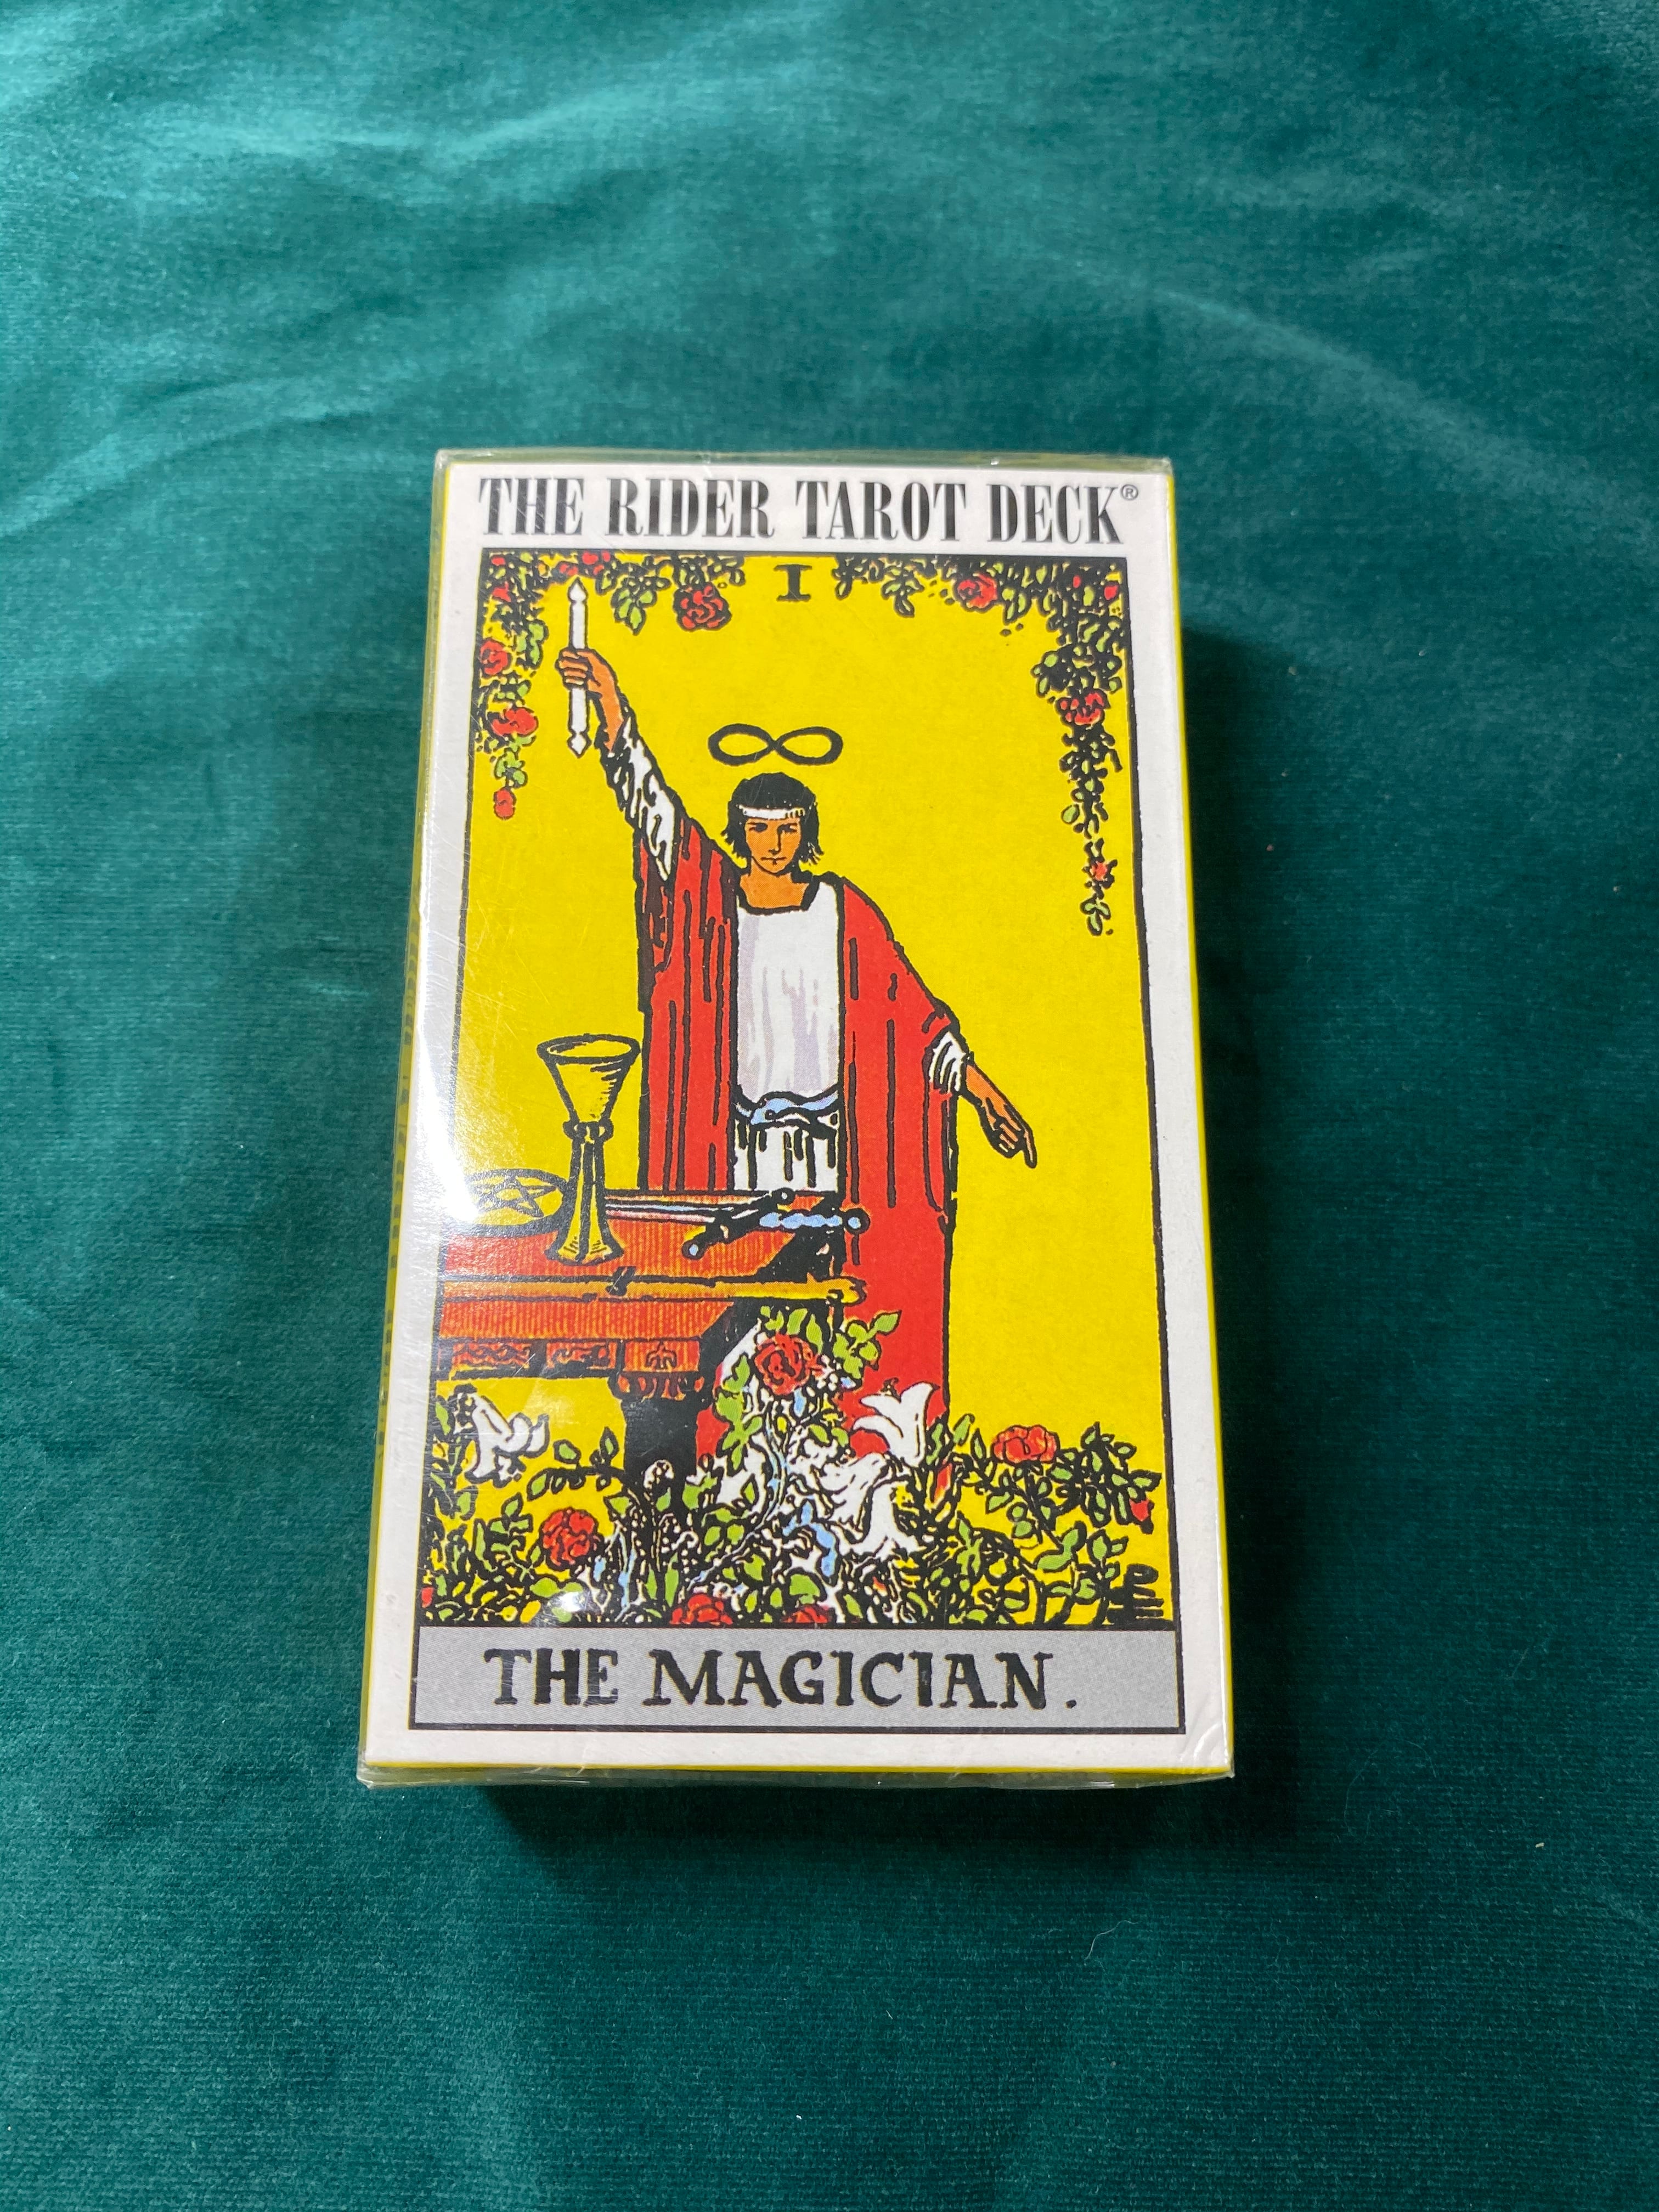 THE RIDER TAROT DECK®
I
THE MAGICIAN.